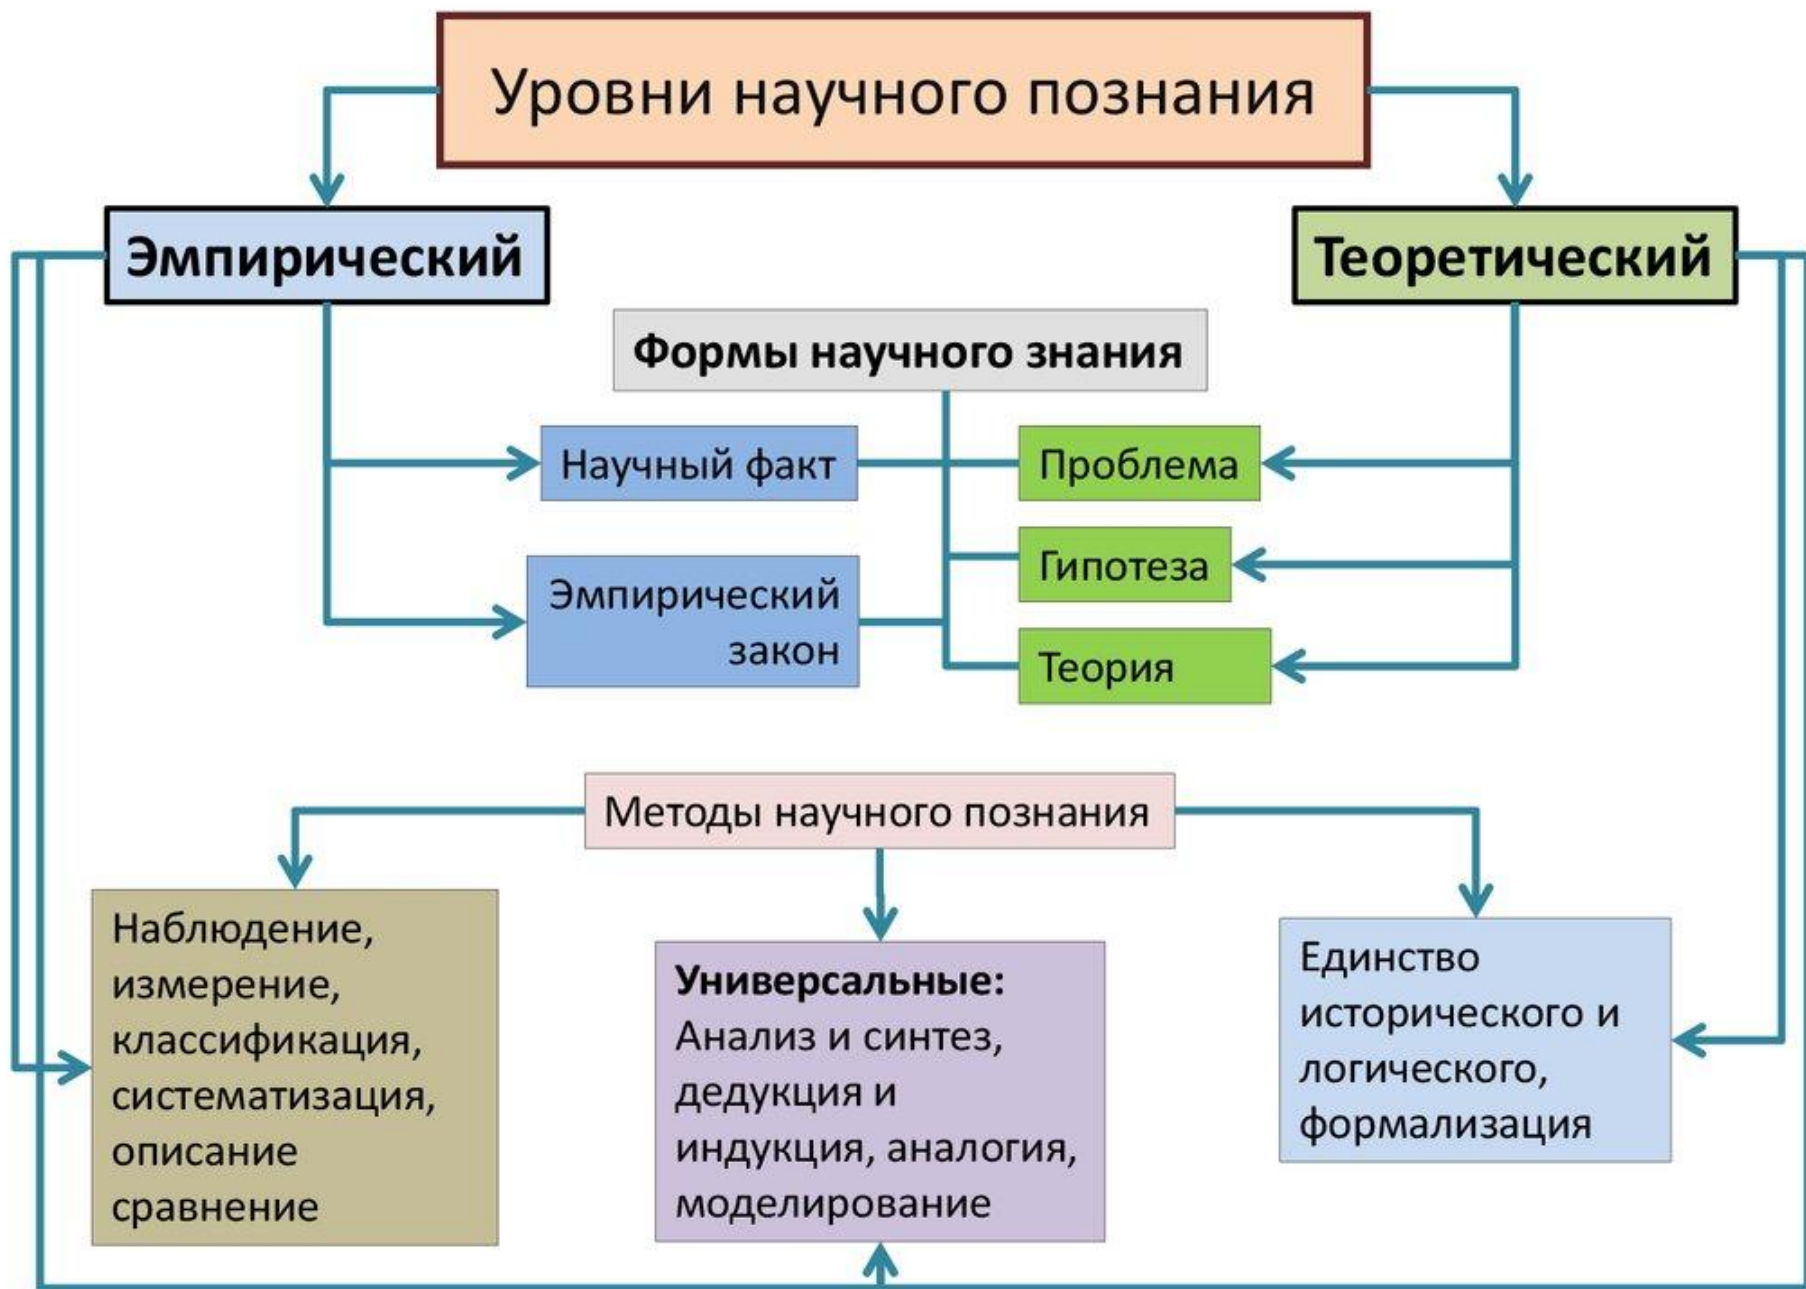 Уровни научного познания
Эмпирический
Теоретический
Формы научного знания
Научный факт
Проблема
Гипотеза
Эмпирический
закон
Теория
Методы научного познания
Наблюдение,
измерение,
классификация,
систематизация,
описание
сравнение
Универсальные:
Анализ и синтез,
дедукция и
индукция, аналогия,
моделирование
Единство
исторического и
логического,
формализация